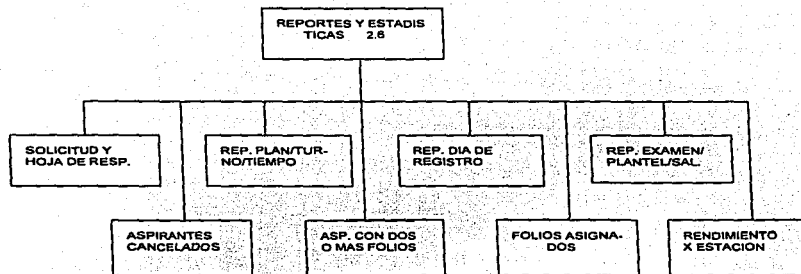 REPORTES Y ESTADIS
TICAS 2.6
SOLICITUD Y
HOJA DE RESP.
REP. PLAN/TUR-
NO/TIEMPO
REP. DIA DE
REGISTRO
REP. EXAMEN/
PLANTEL/SAL.
ASPIRANTES
CANCELADOS
ASP. CON DOS
O MAS FOLIOS
FOLIOS ASIGNA-
DOS
RENDIMIENTO
X ESTACION